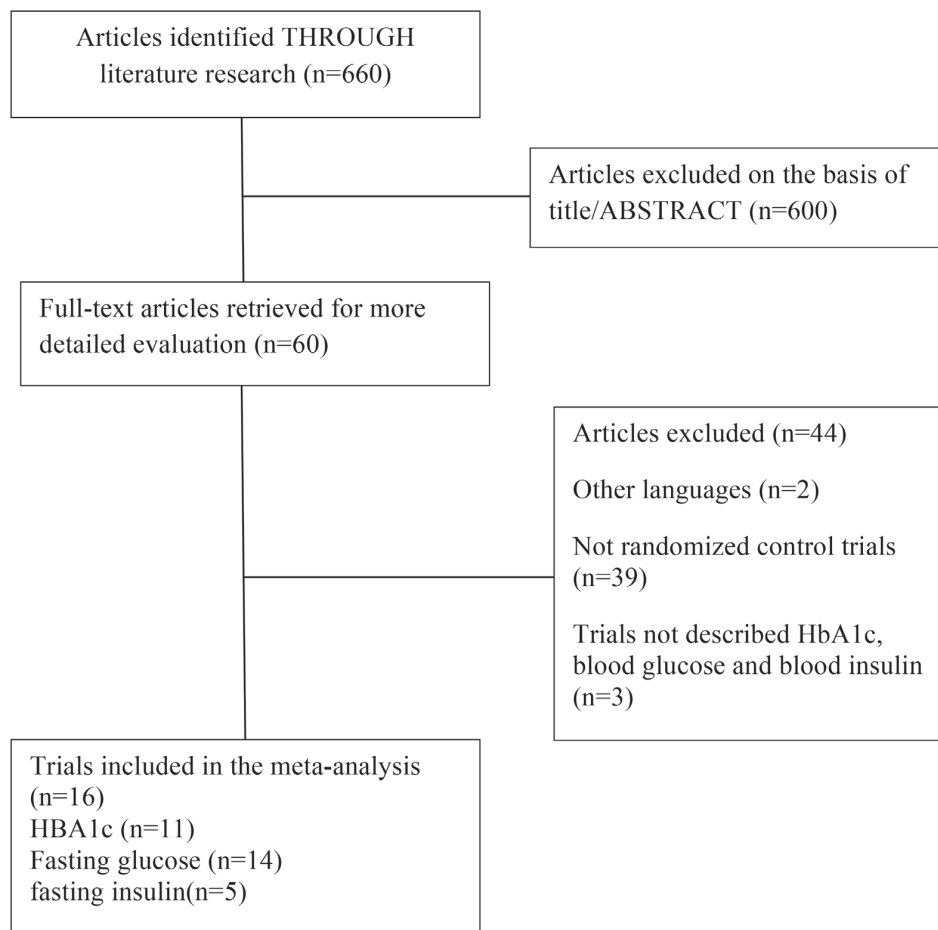 Articles identified THROUGH
literature research (n=660)
Articles excluded on the basis of
title/ABSTRACT (n=600)
Full-text articles retrieved for more
detailed evaluation (n=60)
Articles excluded (n=44)
Other languages (n=2)
Not randomized control trials
(n=39)
Trials not described HbA1c,
blood glucose and blood insulin
(n=3)
Trials included in the meta-analysis
(n=16)
HBA1c (n=11)
Fasting glucose (n=14)
fasting insulin(n=5)